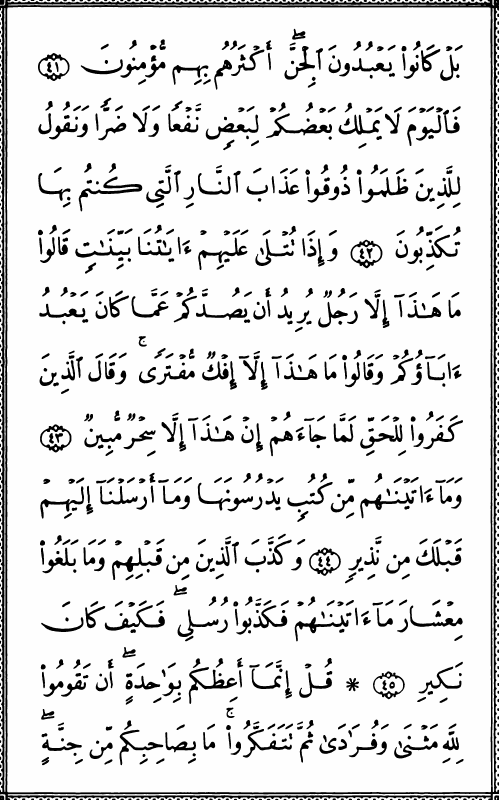 بَلْ كَانُوا۟ يَعْبُدُونَ ٱلْجِنَّ ۖ أَكْثَرُهُم بِهِم مُّؤْمِنُونَ ٤١
فَٱلْيَوْمَ لَا يَمْلِكُ بَعْضُكُمْ لِبَعْضٍ نَّفْعًا وَلَا ضَرًّا وَنَقُولُ
لِلَّذِينَ ظَلَمُوا۟ ذُوقُوا۟ عَذَابَ ٱلنَّارِ ٱلَّتِى كُنتُم بِهَا
تُكَذِّبُونَ ٤٢ وَإِذَا تُتْلَىٰ عَلَيْهِمْ ءَايَـٰتُنَا بَيِّنَـٰتٍ قَالُوا۟
مَا هَـٰذَآ إِلَّا رَجُلٌ يُرِيدُ أَن يَصُدَّكُمْ عَمَّا كَانَ يَعْبُدُ
ءَابَآؤُكُمْ وَقَالُوا۟ مَا هَـٰذَآ إِلَّآ إِفْكٌ مُّفْتَرًى ۚ وَقَالَ ٱلَّذِينَ
كَفَرُوا۟ لِلْحَقِّ لَمَّا جَآءَهُمْ إِنْ هَـٰذَآ إِلَّا سِحْرٌ مُّبِينٌ ٤٣
وَمَآ ءَاتَيْنَـٰهُم مِّن كُتُبٍ يَدْرُسُونَهَا وَمَآ أَرْسَلْنَآ إِلَيْهِمْ
قَبْلَكَ مِن نَّذِيرٍ ٤٤ وَكَذَّبَ ٱلَّذِينَ مِن قَبْلِهِمْ وَمَا بَلَغُوا۟
مِعْشَارَ مَآ ءَاتَيْنَـٰهُمْ فَكَذَّبُوا۟ رُسُلِى ۖ فَكَيْفَ كَانَ
نَكِيرِ ٤٥ * قُلْ إِنَّمَآ أَعِظُكُم بِوَٰحِدَةٍ ۖ أَن تَقُومُوا۟
لِلَّهِ مَثْنَىٰ وَفُرَٰدَىٰ ثُمَّ تَتَفَكَّرُوا۟ ۚ مَا بِصَاحِبِكُم مِّن جِنَّةٍ ۖ